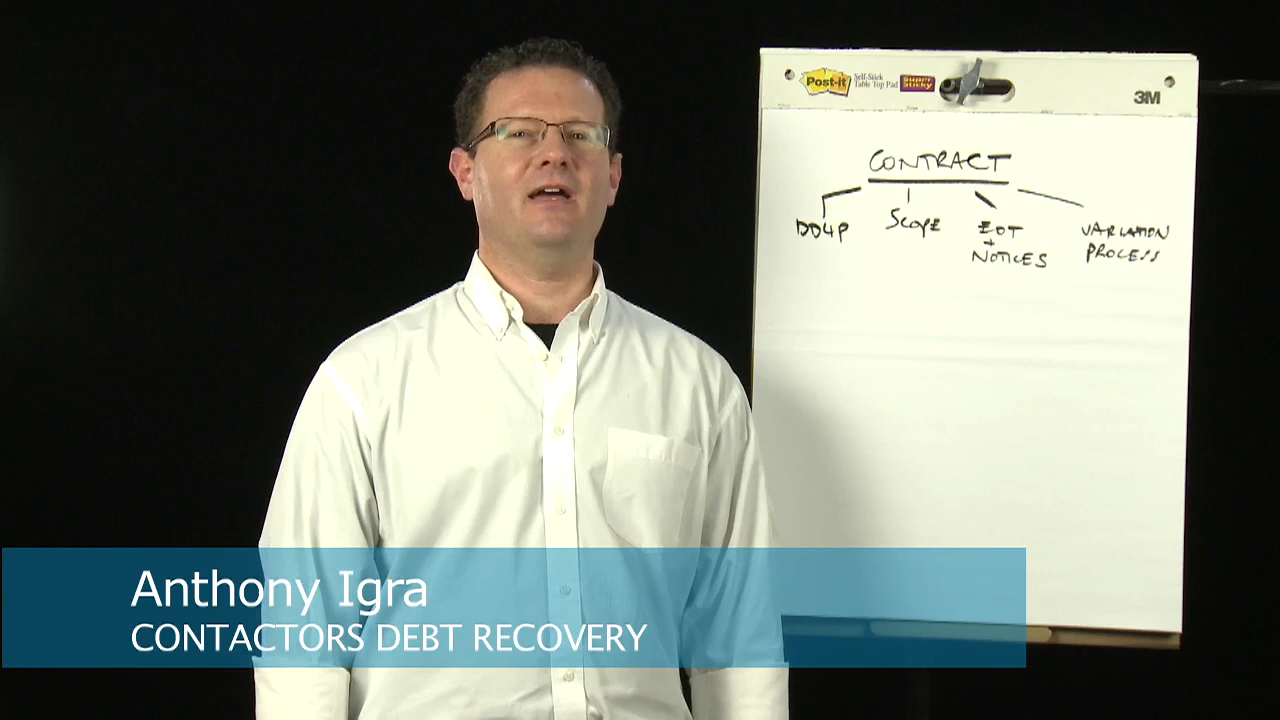 Post-it
Self-Stick
Table Top Pad
Super
Sticky
3M
CONTRACT
DD4P
SCOPE
EOT
+
NOTICES
VARIATION
PROCESS
Anthony Igra
CONTACTORS DEBT RECOVERY